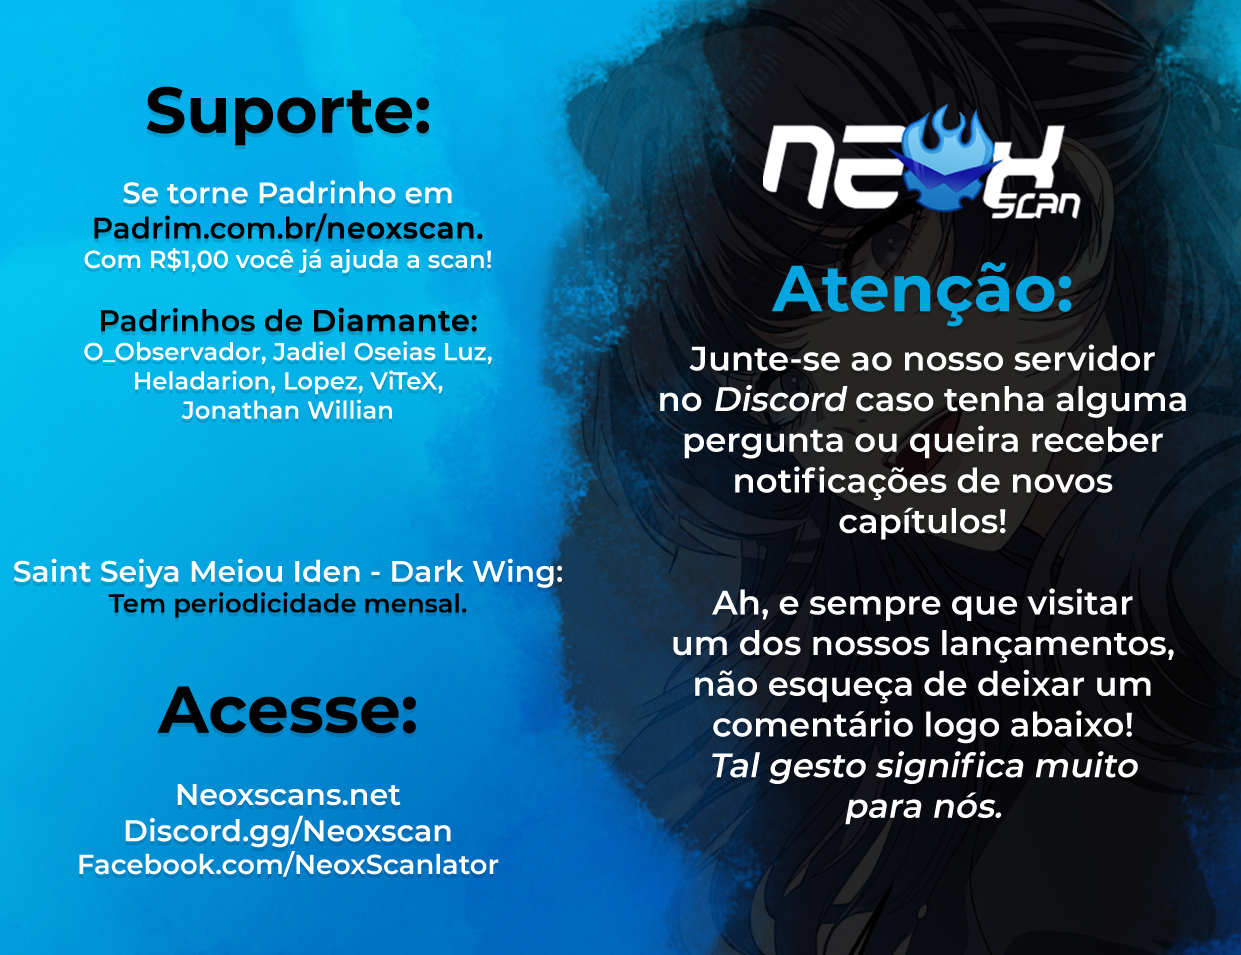 Suporte:
Se torne Padrinho em
Padrim.com.br/neoxscan.
Com R$1,00 você já ajuda a scan!
Padrinhos de Diamante:
O_Observador, Jadiel Oseias Luz,
Heladarion, Lopez, ViTeX,
Jonathan Willian
Saint Seiya Meiou Iden - Dark Wing:
Tem periodicidade mensal.
Acesse:
Neoxscans.net
Discord.gg/Neoxscan
Facebook.com/NeoxScanlator
NEOX
SCAN
Atenção:
Junte-se ao nosso servidor
no Discord caso tenha alguma
pergunta ou queira receber
notificações de novos
capítulos!
Ah, e sempre que visitar
um dos nossos lançamentos,
não esqueça de deixar um
comentário logo abaixo!
Tal gesto significa muito
para nós.